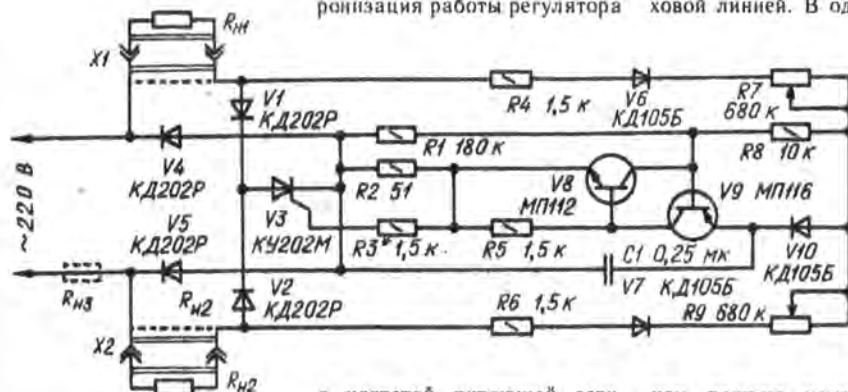 ронизация работы регулятора ховой линией. В од
Rн1
X1
V1
КД202Р
R4 1,5 к
V6
КД105Б
R7
680 к
V4
КД202Р
R1 180 к
R8 10 к
~220 В
R2 51
V8
МП112
V9 МП116
V5
КД202Р
V3
КУ202М
R3* 1,5 к
R5 1,5 к
C1 0,25 мк
V10
КД105Б
Rн3
Rн2
V2
КД202Р
V7 КД105Б
R6 1,5 к
R9 680 к
X2
Rн2